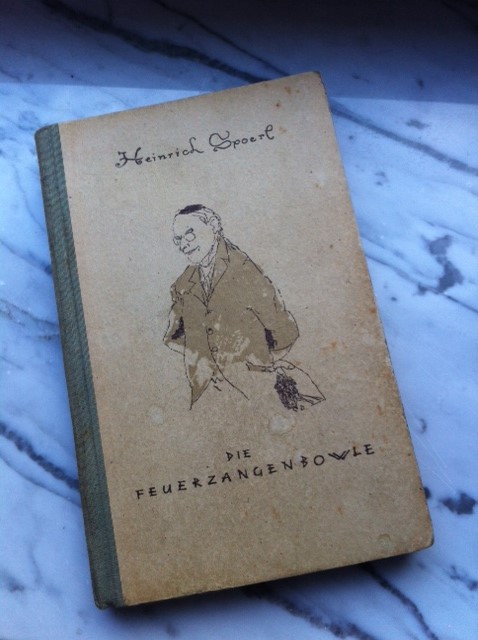 Heinrich Spoerl
DIE
FEUERZANGENBOWLE